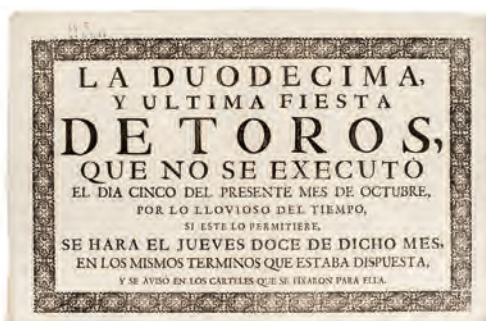 LA DUODECIMA,
Y ULTIMA FIESTA
DE TOROS,
QUE NO SE EXECUTÒ
EL DIA CINCO DEL PRESENTE MES DE OCTUBRE,
POR LO LLOVIOSO DEL TIEMPO,
SI ESTE LO PERMITIERE,
SE HARA EL JUEVES DOCE DE DICHO MES,
EN LOS MISMOS TERMINOS QUE ESTABA DISPUESTA,
Y SE AVISÒ EN LOS CARTELES QUE SE FIXARON PARA ELLA.